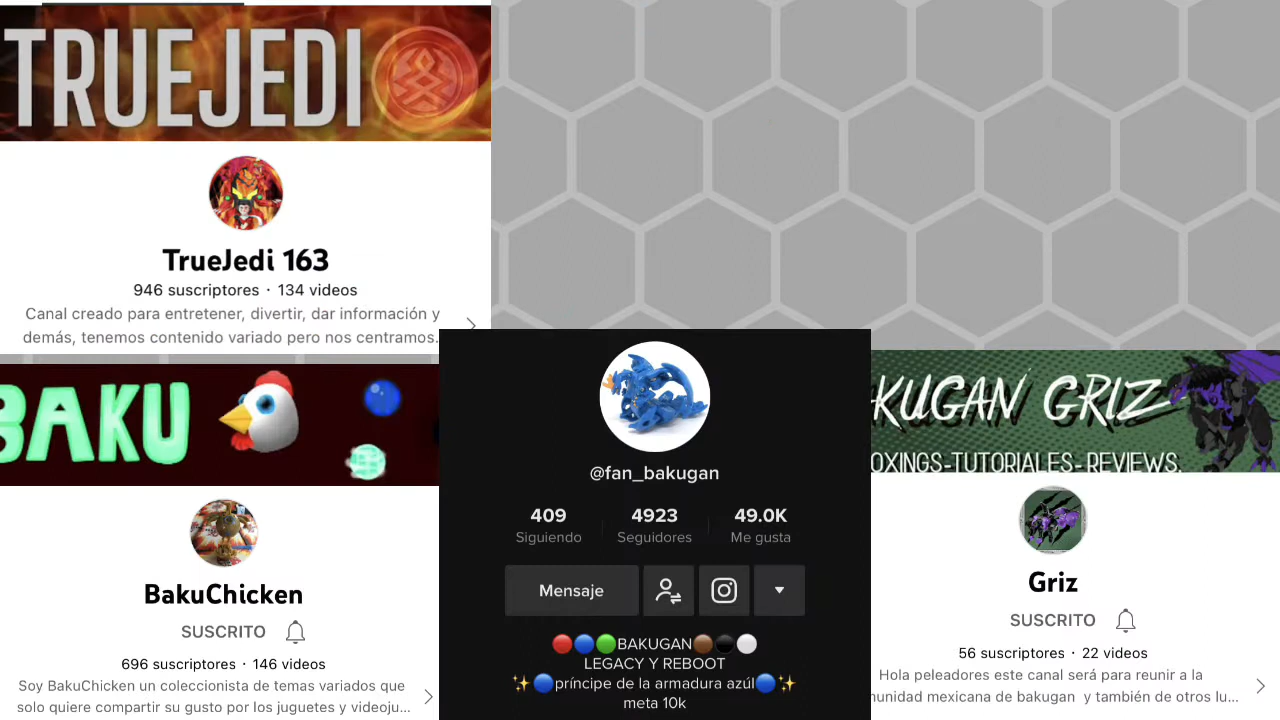 TRUEJEDI
TrueJedi 163
946 suscriptores · 134 videos
Canal creado para entretener, divertir, dar información y
demás, tenemos contenido variado pero nos centramos.
BAKU
BakuChicken
SUSCRITO
696 suscriptores · 146 videos
Soy BakuChicken un coleccionista de temas variados que
solo quiere compartir su gusto por los juguetes y videoju...
@fan_bakugan
409 4923 49.0K
Siguiendo Seguidores Me gusta
Mensaje
🔴🔵🟢BAKUGAN🟤⚫⚪
LEGACY Y REBOOT
✨🔵príncipe de la armadura azúl🔵✨
meta 10k
KUGAN GRIZ
OXINGS-TUTORIALES-REVIEWS.
Griz
SUSCRITO
56 suscriptores · 22 videos
Hola peleadores este canal será para reunir a la
munidad mexicana de bakugan y también de otros lu...